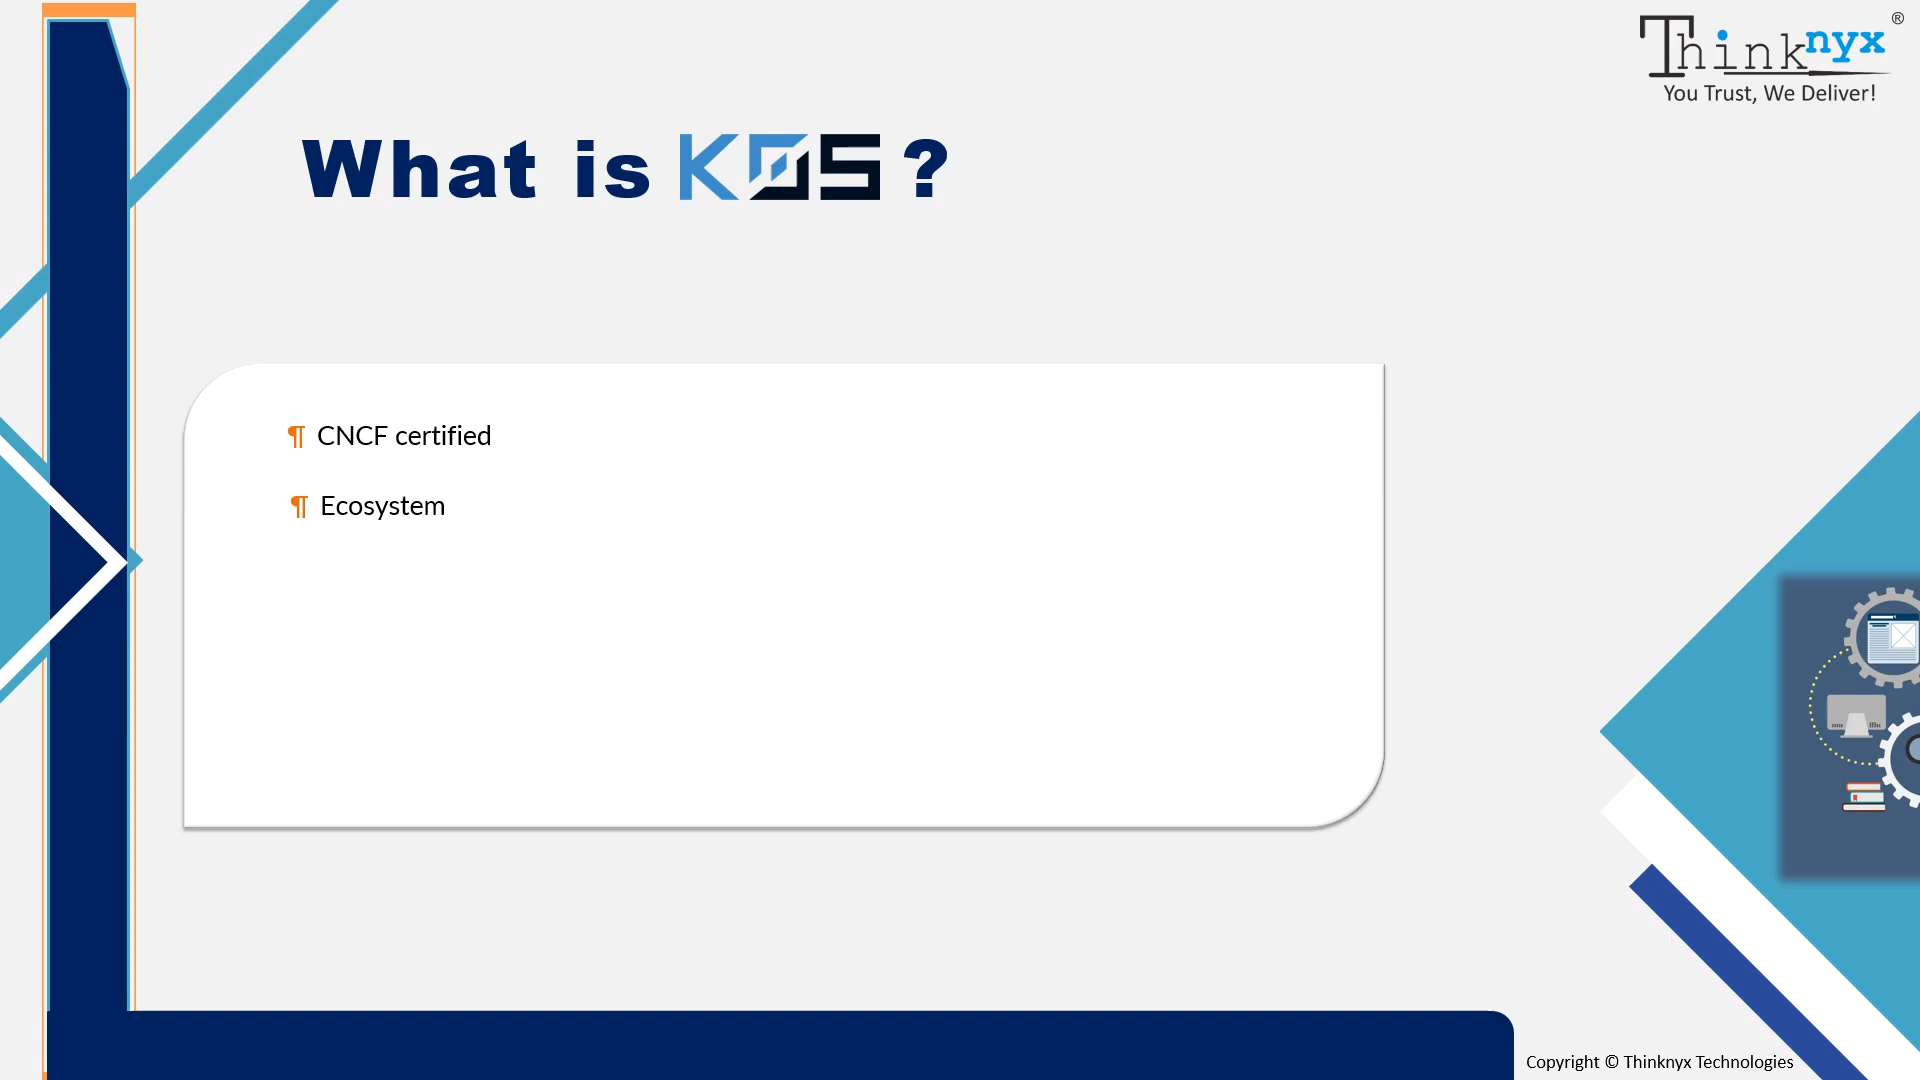 Thinknyx®
You Trust, We Deliver!
What is K0S ?
¶ CNCF certified
¶ Ecosystem
Copyright © Thinknyx Technologies